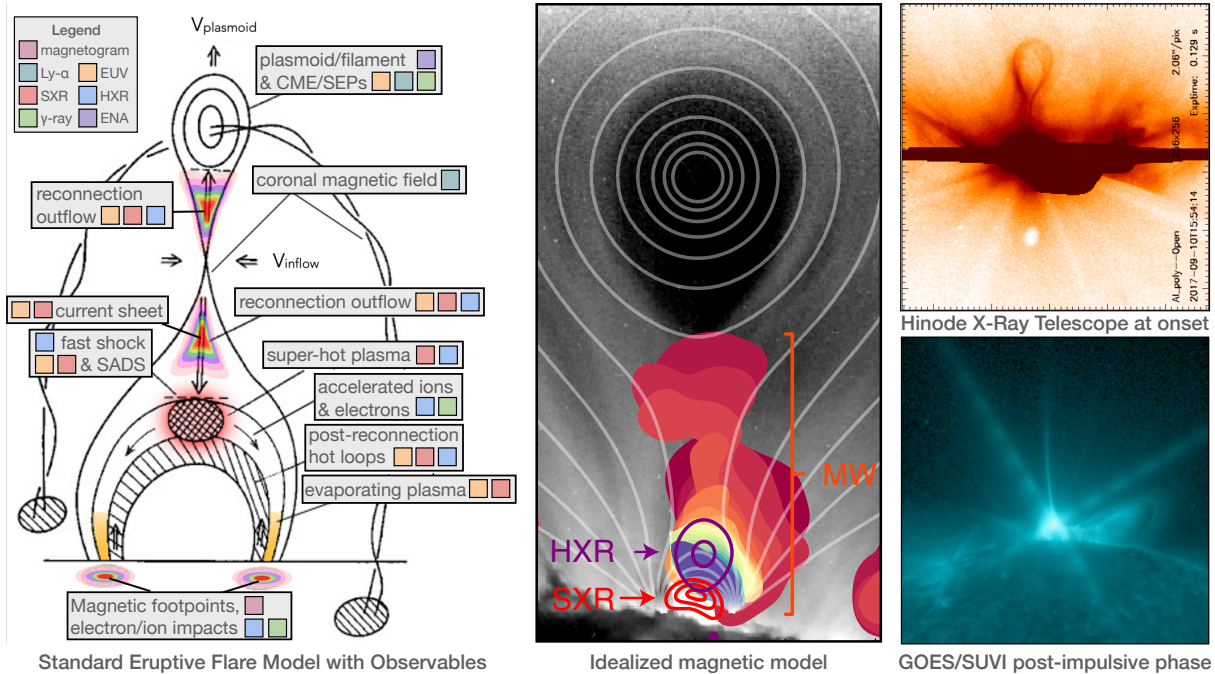 Legend
magnetogram
Ly-α EUV
SXR HXR
γ-ray ENA
Vplasmoid
plasmoid/filament
& CME/SEPs
reconnection
outflow
coronal magnetic field
Vinflow
current sheet
reconnection outflow
fast shock
& SADS
super-hot plasma
accelerated ions
& electrons
post-reconnection
hot loops
evaporating plasma
Magnetic footpoints,
electron/ion impacts
Standard Eruptive Flare Model with Observables
MW
HXR
SXR
Idealized magnetic model
2.06"/pix
Exptime: 0.129 s
Al_poly--Open
2017-09-10T15:54:14
Hinode X-Ray Telescope at onset
GOES/SUVI post-impulsive phase